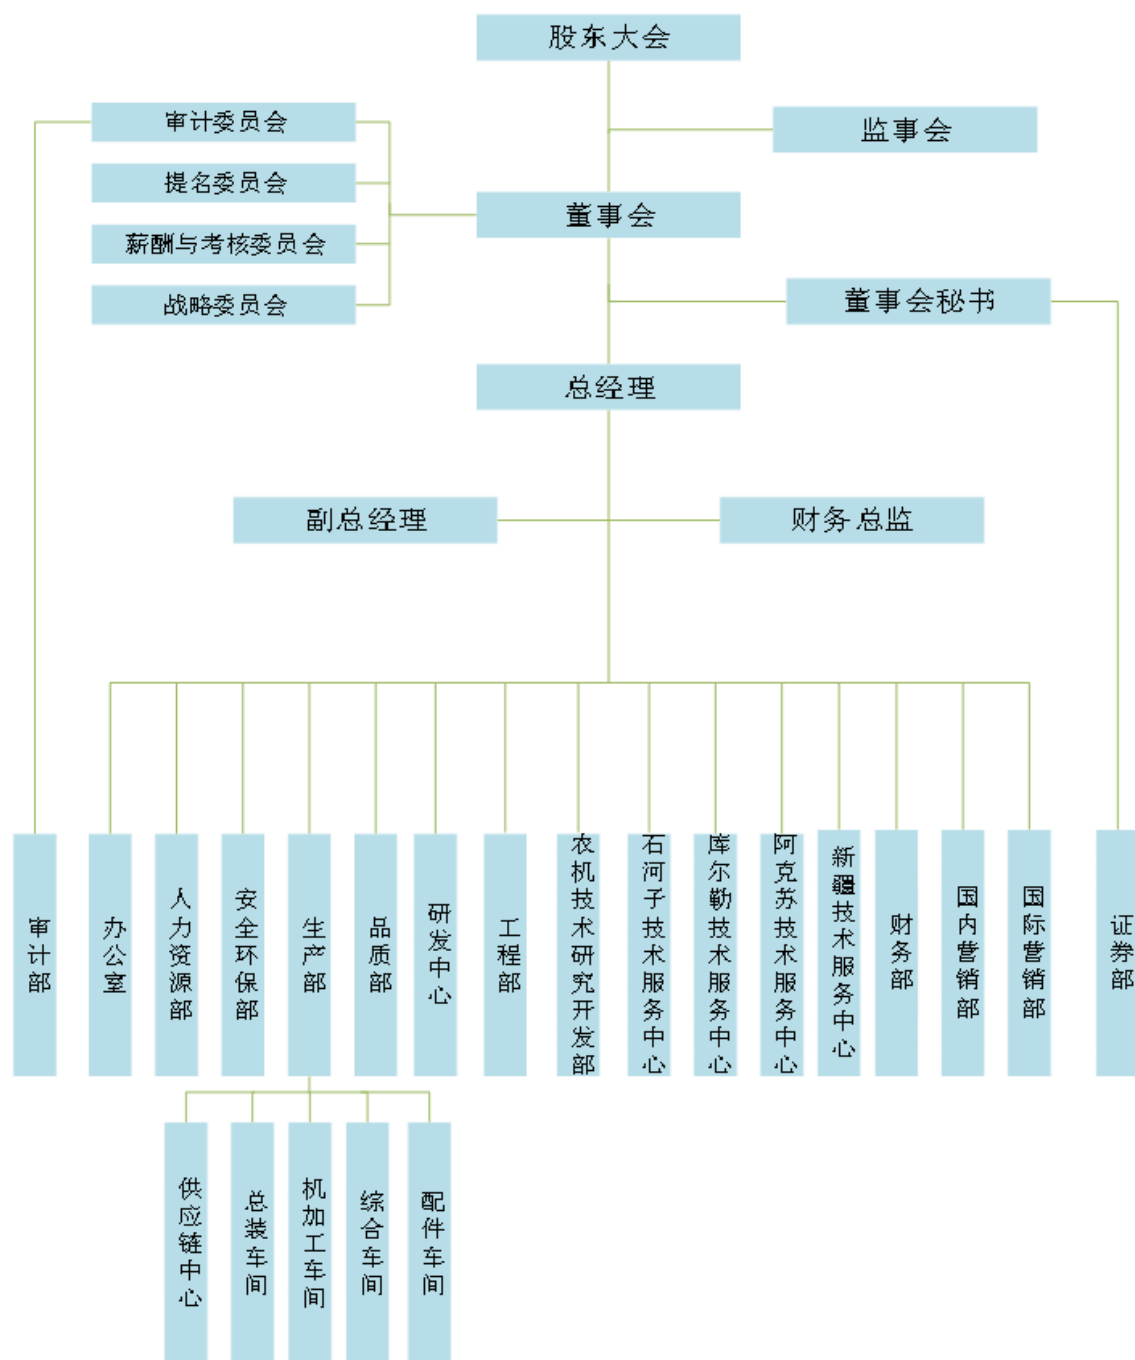 股东大会
审计委员会
监事会
提名委员会
董事会
薪酬与考核委员会
战略委员会
董事会秘书
总经理
副总经理
财务总监
审计部
办公室
人力资源部
安全环保部
生产部
品质部
研发中心
工程部
农机技术研究开发部
石河子技术服务中心
库尔勒技术服务中心
阿克苏技术服务中心
新疆技术服务中心
财务部
国内营销部
国际营销部
证券部
供应链中心
总装车间
机加工车间
综合车间
配件车间